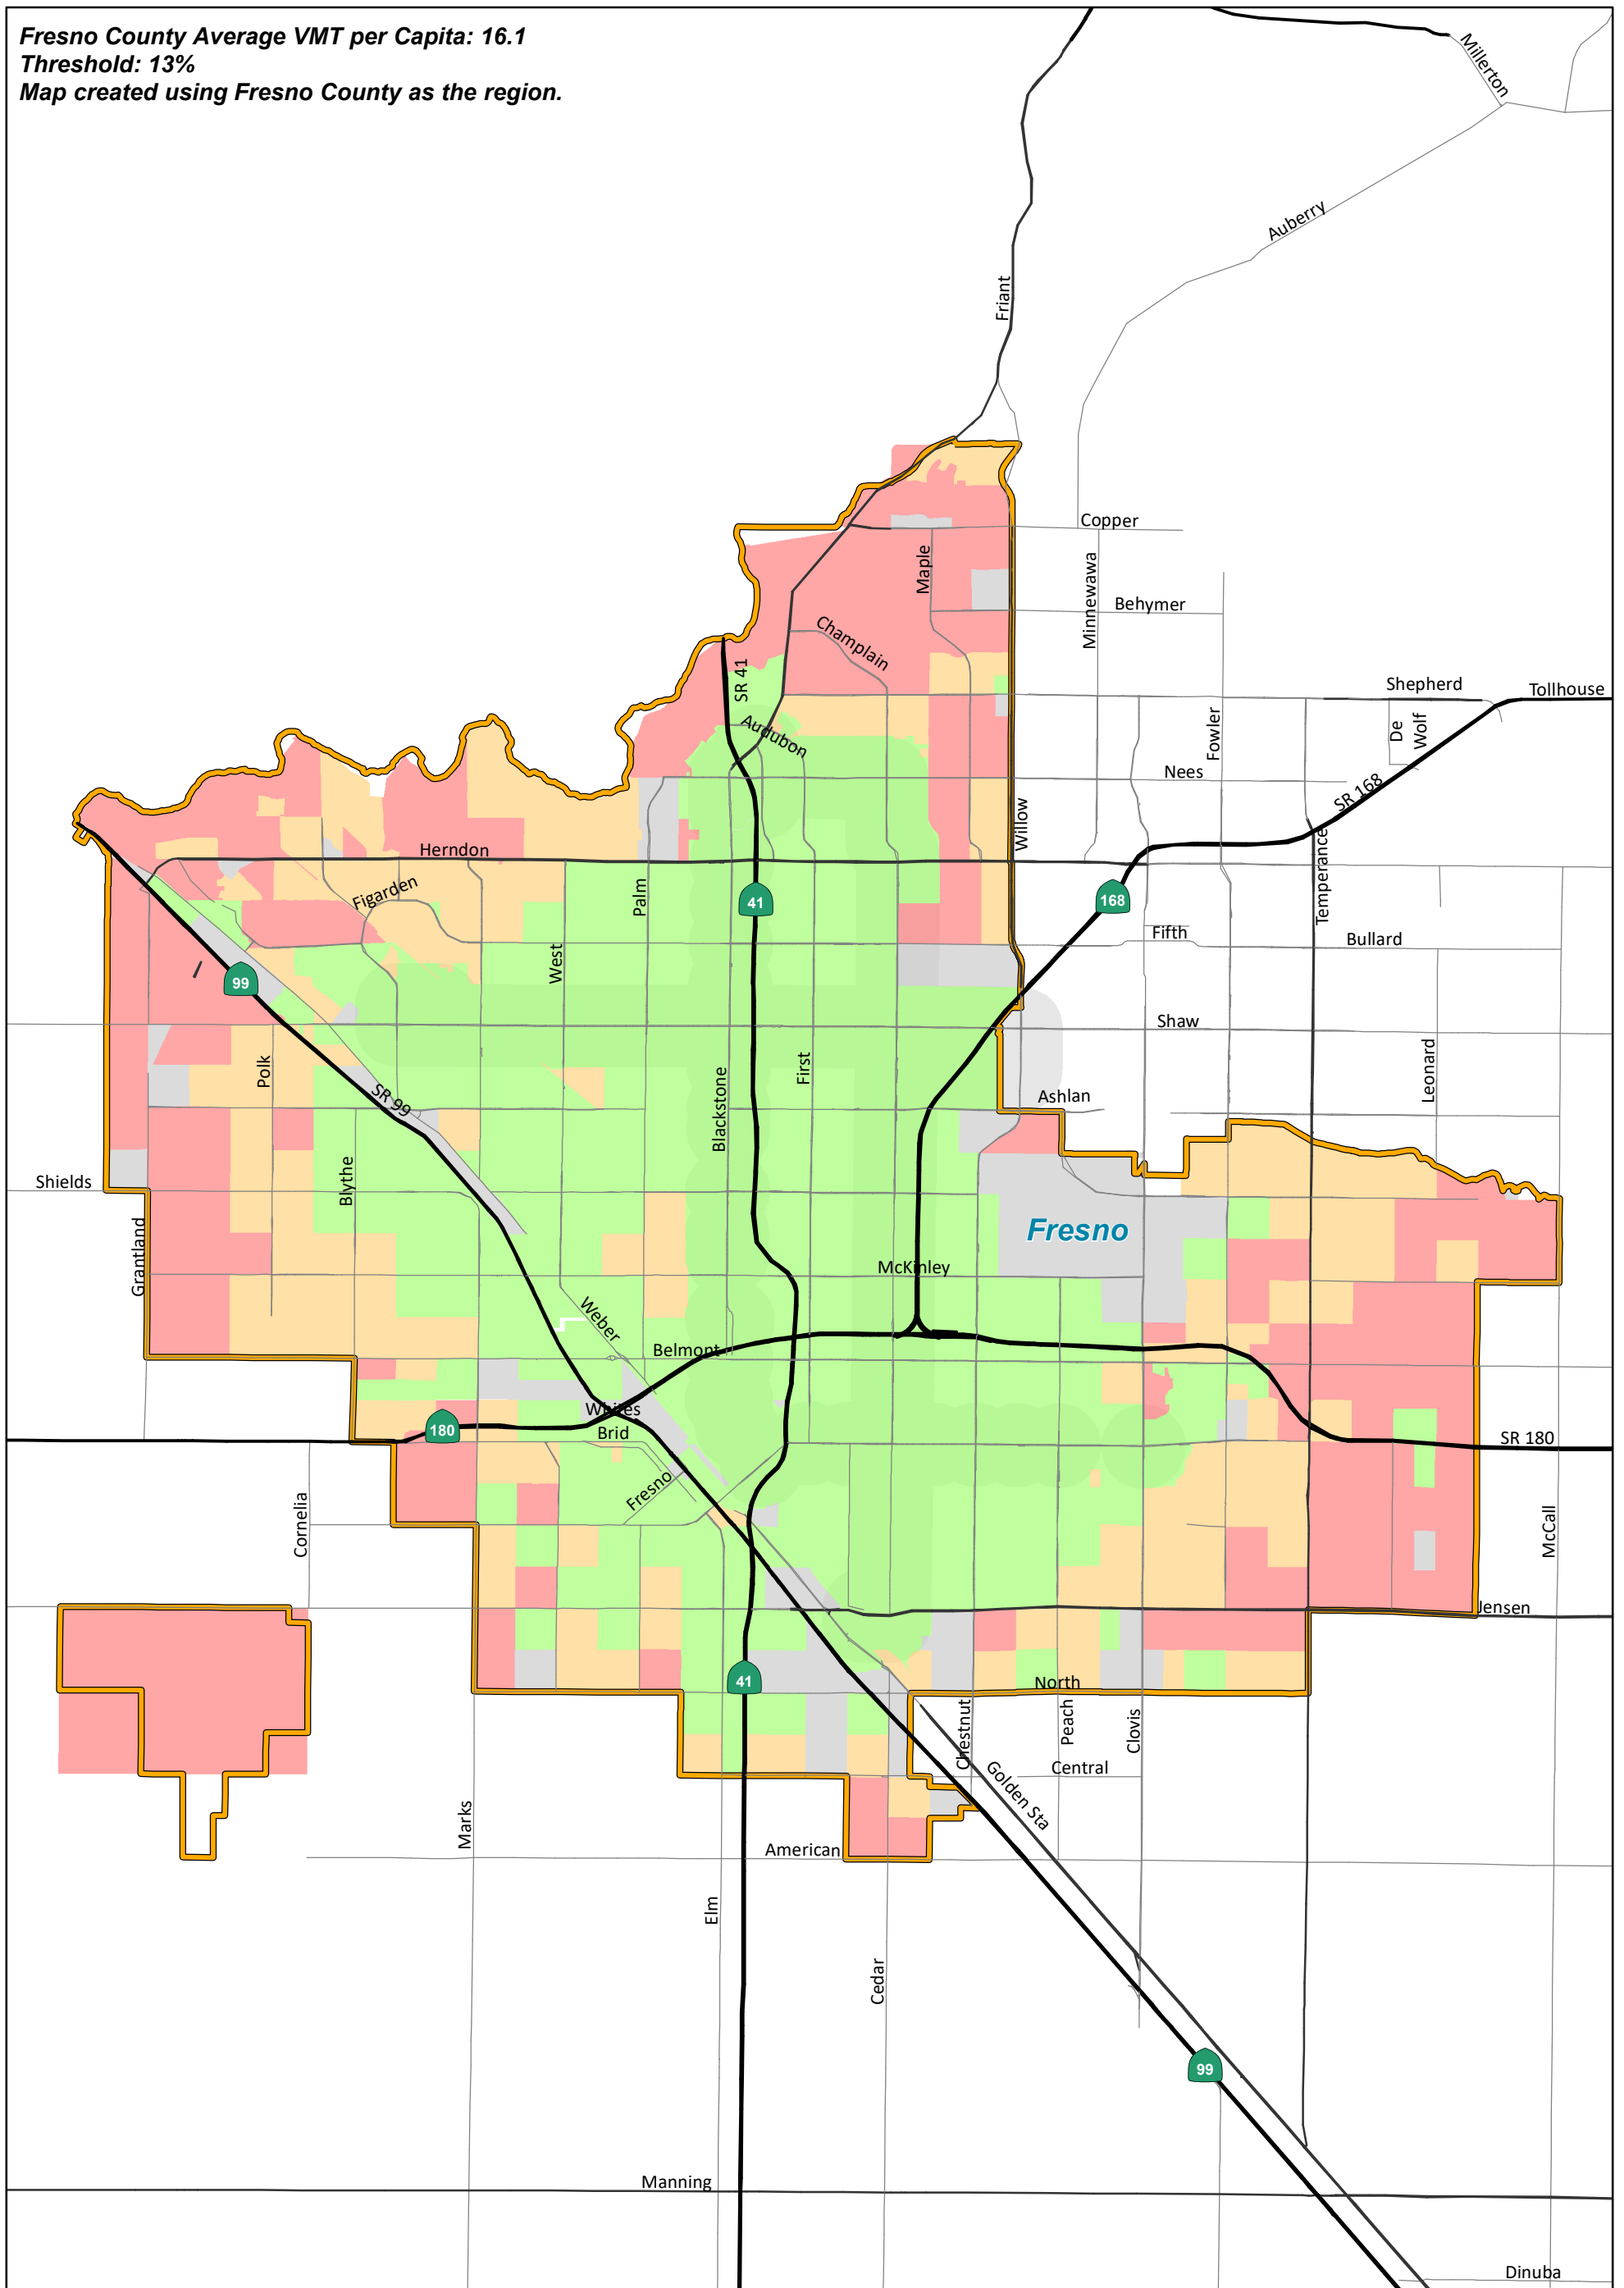 Fresno County Average VMT per Capita: 16.1
Threshold: 13%
Map created using Fresno County as the region.
Millerton
Auberry
Friant
Copper
Maple
Minnewawa
Behymer
Champlain
SR 41
Shepherd
Tollhouse
De
Wolf
Fowler
Audubon
Nees
SR 168
Willow
Temperance
Herndon
Figarden
Palm
41
168
West
Fifth
Bullard
99
Shaw
Polk
SR 99
Blackstone
First
Leonard
Ashlan
Blythe
Shields
Grantland
Fresno
McKinley
Weber
Belmont
Whites
Brid
180
SR 180
Fresno
Cornelia
McCall
Jensen
41
North
Chestnut
Peach
Clovis
Central
Golden Sta
Marks
American
Elm
Cedar
99
Manning
Dinuba